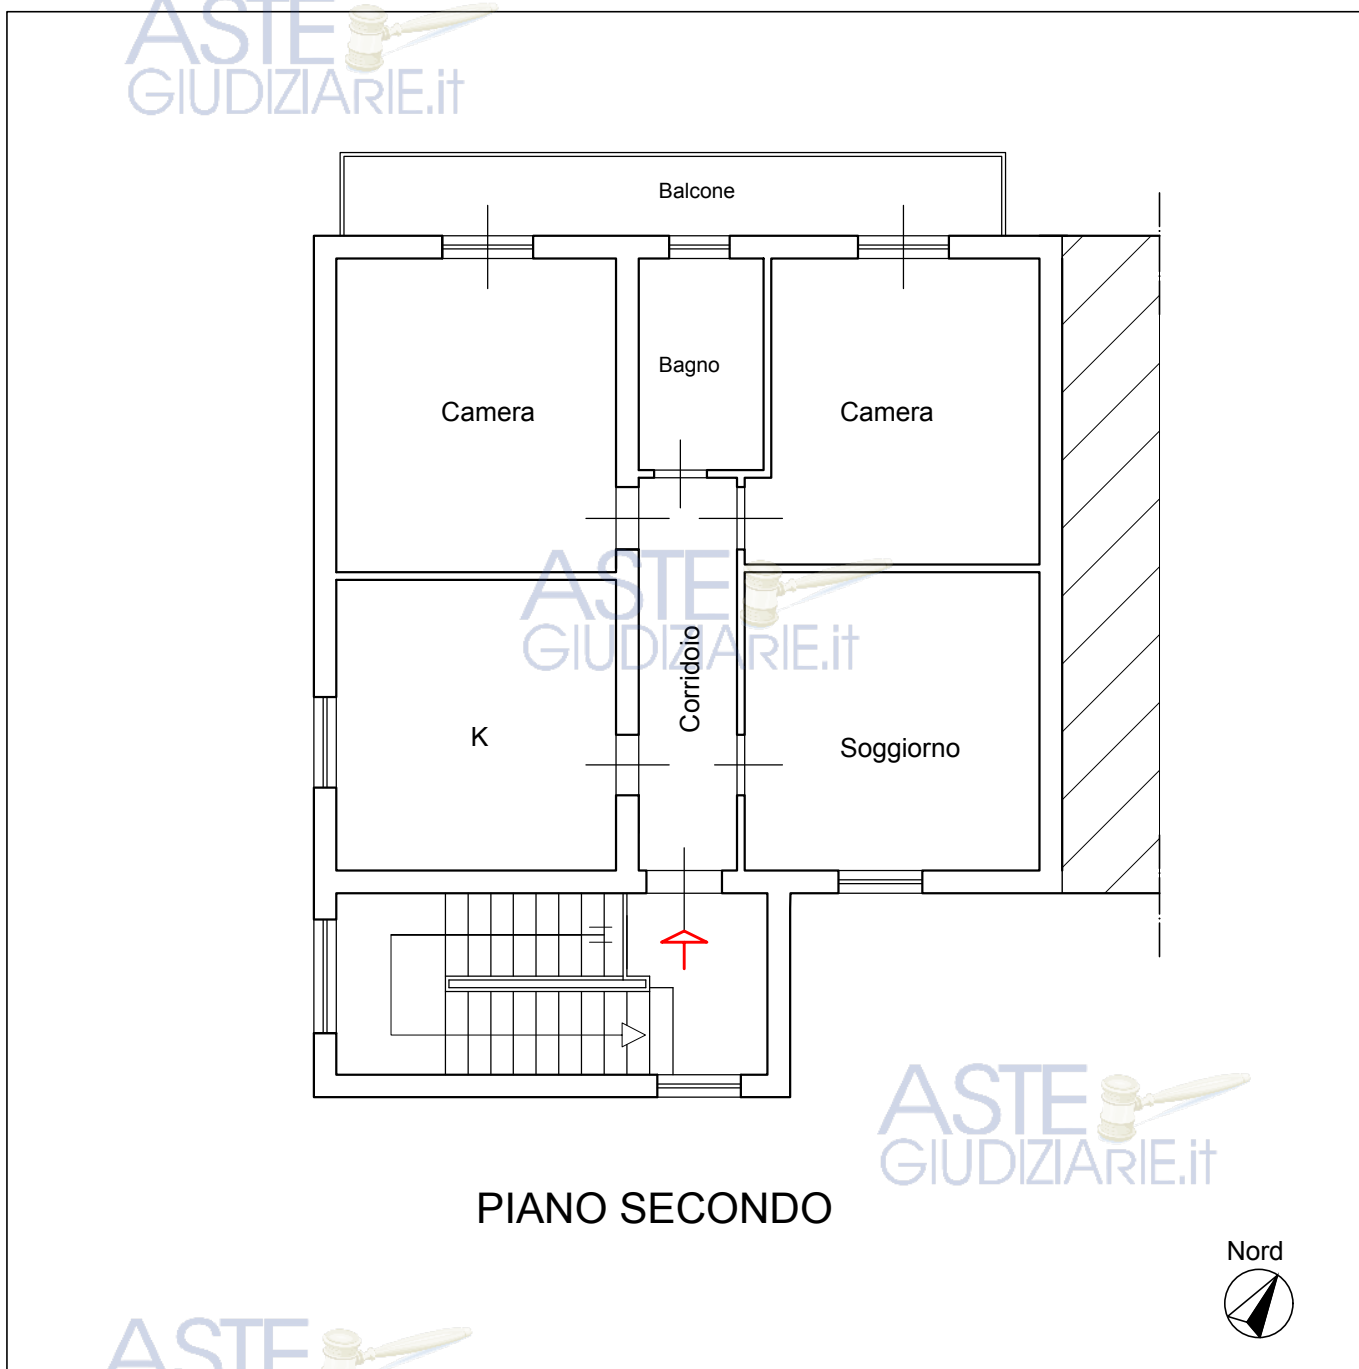 ASTE
GIUDIZIARIE.it
Balcone
Bagno
Camera
Camera
ASTE
GIUDIZIARIE.it
Corridoio
K
Soggiorno
ASTE
GIUDIZIARIE.it
PIANO SECONDO
Nord
ASTE